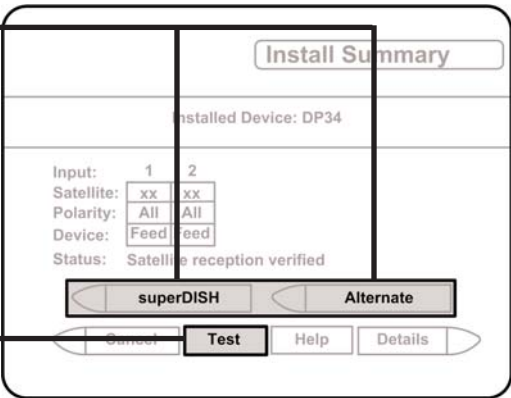 Install Summary
Installed Device: DP34
Input: 1 2
Satellite: xx xx
Polarity: All All
Device: Feed Feed
Status: Satellite reception verified
superDISH Alternate
Cancel Test Help Details